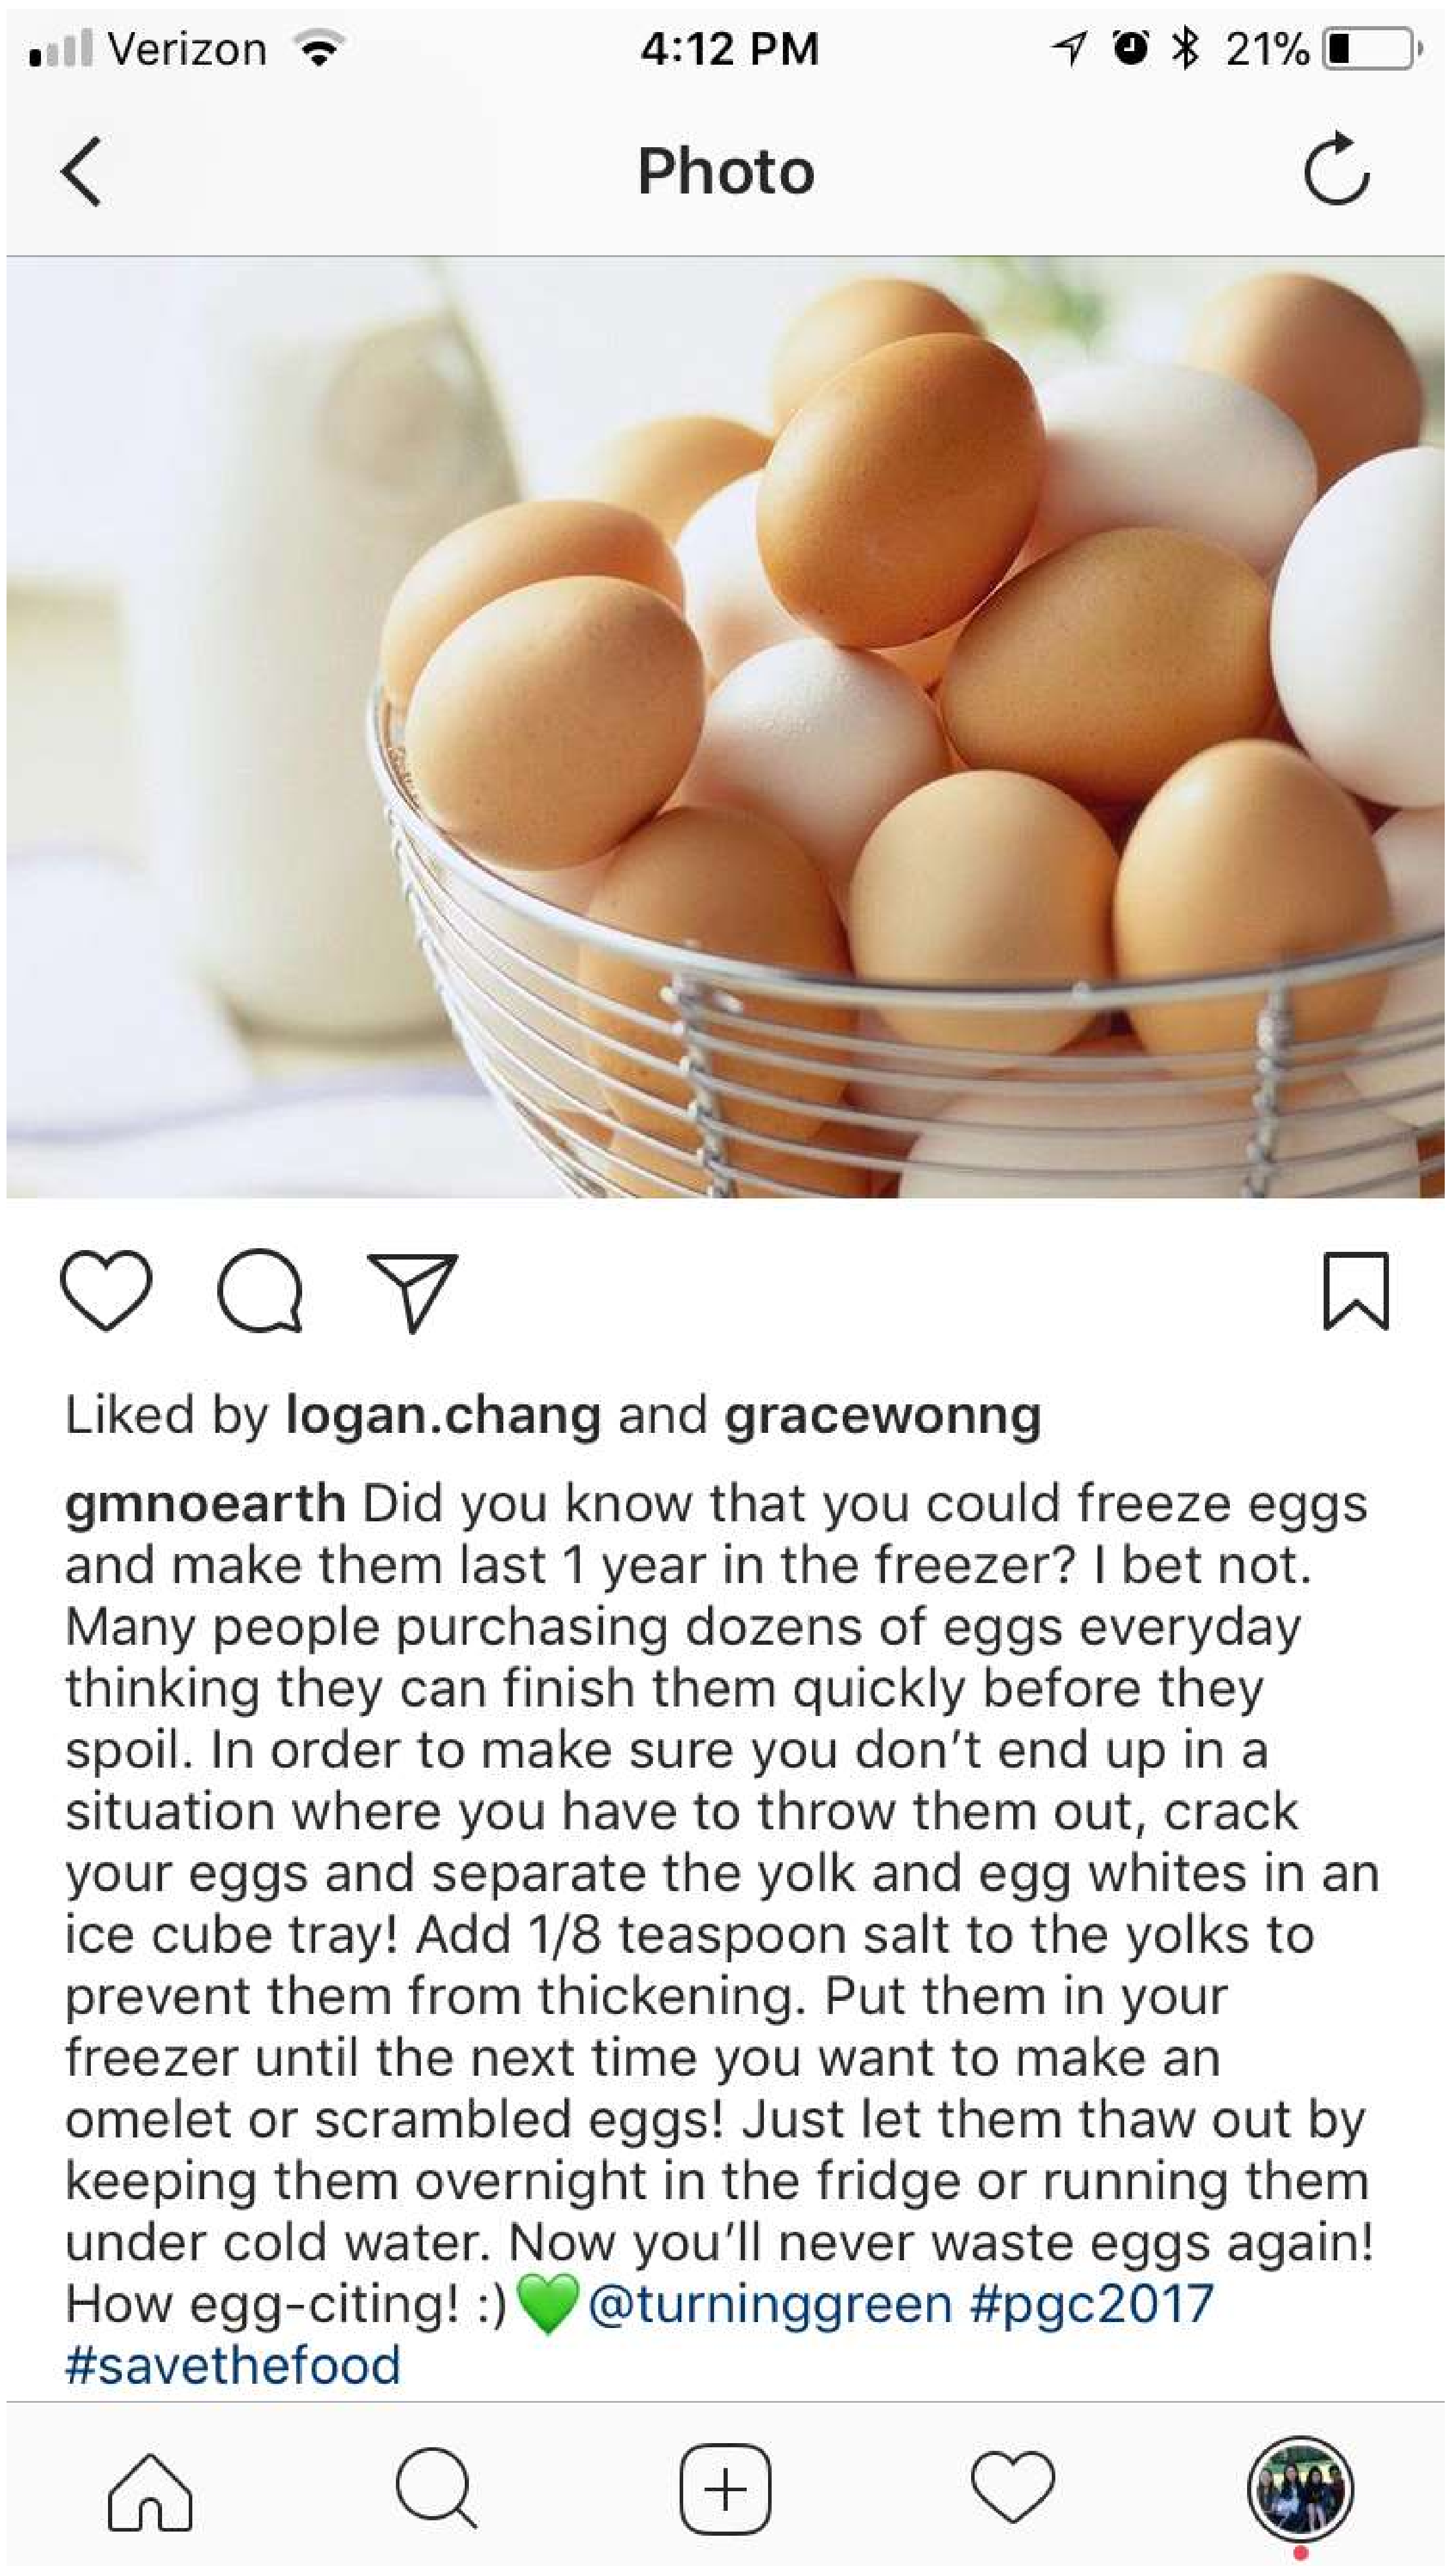 Verizon 4:12 PM 21%
Photo
Liked by logan.chang and gracewonng
gmnoearth Did you know that you could freeze eggs
and make them last 1 year in the freezer? I bet not.
Many people purchasing dozens of eggs everyday
thinking they can finish them quickly before they
spoil. In order to make sure you don’t end up in a
situation where you have to throw them out, crack
your eggs and separate the yolk and egg whites in an
ice cube tray! Add 1/8 teaspoon salt to the yolks to
prevent them from thickening. Put them in your
freezer until the next time you want to make an
omelet or scrambled eggs! Just let them thaw out by
keeping them overnight in the fridge or running them
under cold water. Now you’ll never waste eggs again!
How egg-citing! :)💚@turninggreen #pgc2017
#savethefood